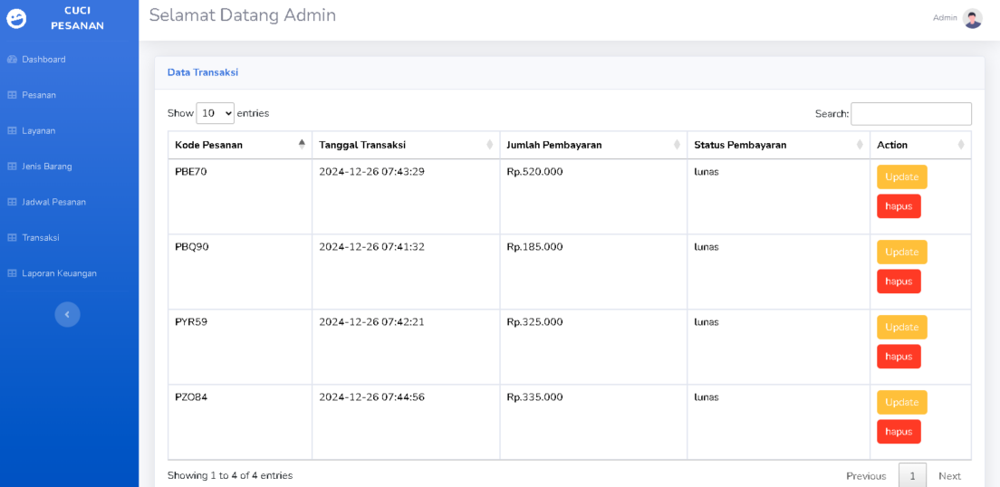 CUCI
PESANAN
Dashboard
Pesanan
Layanan
Jenis Barang
Jadwal Pesanan
Transaksi
Laporan Keuangan
Selamat Datang Admin
Admin
Data Transaksi
Show 10 entries
Search:
Kode Pesanan Tanggal Transaksi Jumlah Pembayaran Status Pembayaran Action
PBE70 2024-12-26 07:43:29 Rp.520.000 lunas Update
hapus
PBQ90 2024-12-26 07:41:32 Rp.185.000 lunas Update
hapus
PYR59 2024-12-26 07:42:21 Rp.325.000 lunas Update
hapus
PZO84 2024-12-26 07:44:56 Rp.335.000 lunas Update
hapus
Showing 1 to 4 of 4 entries
Previous 1 Next